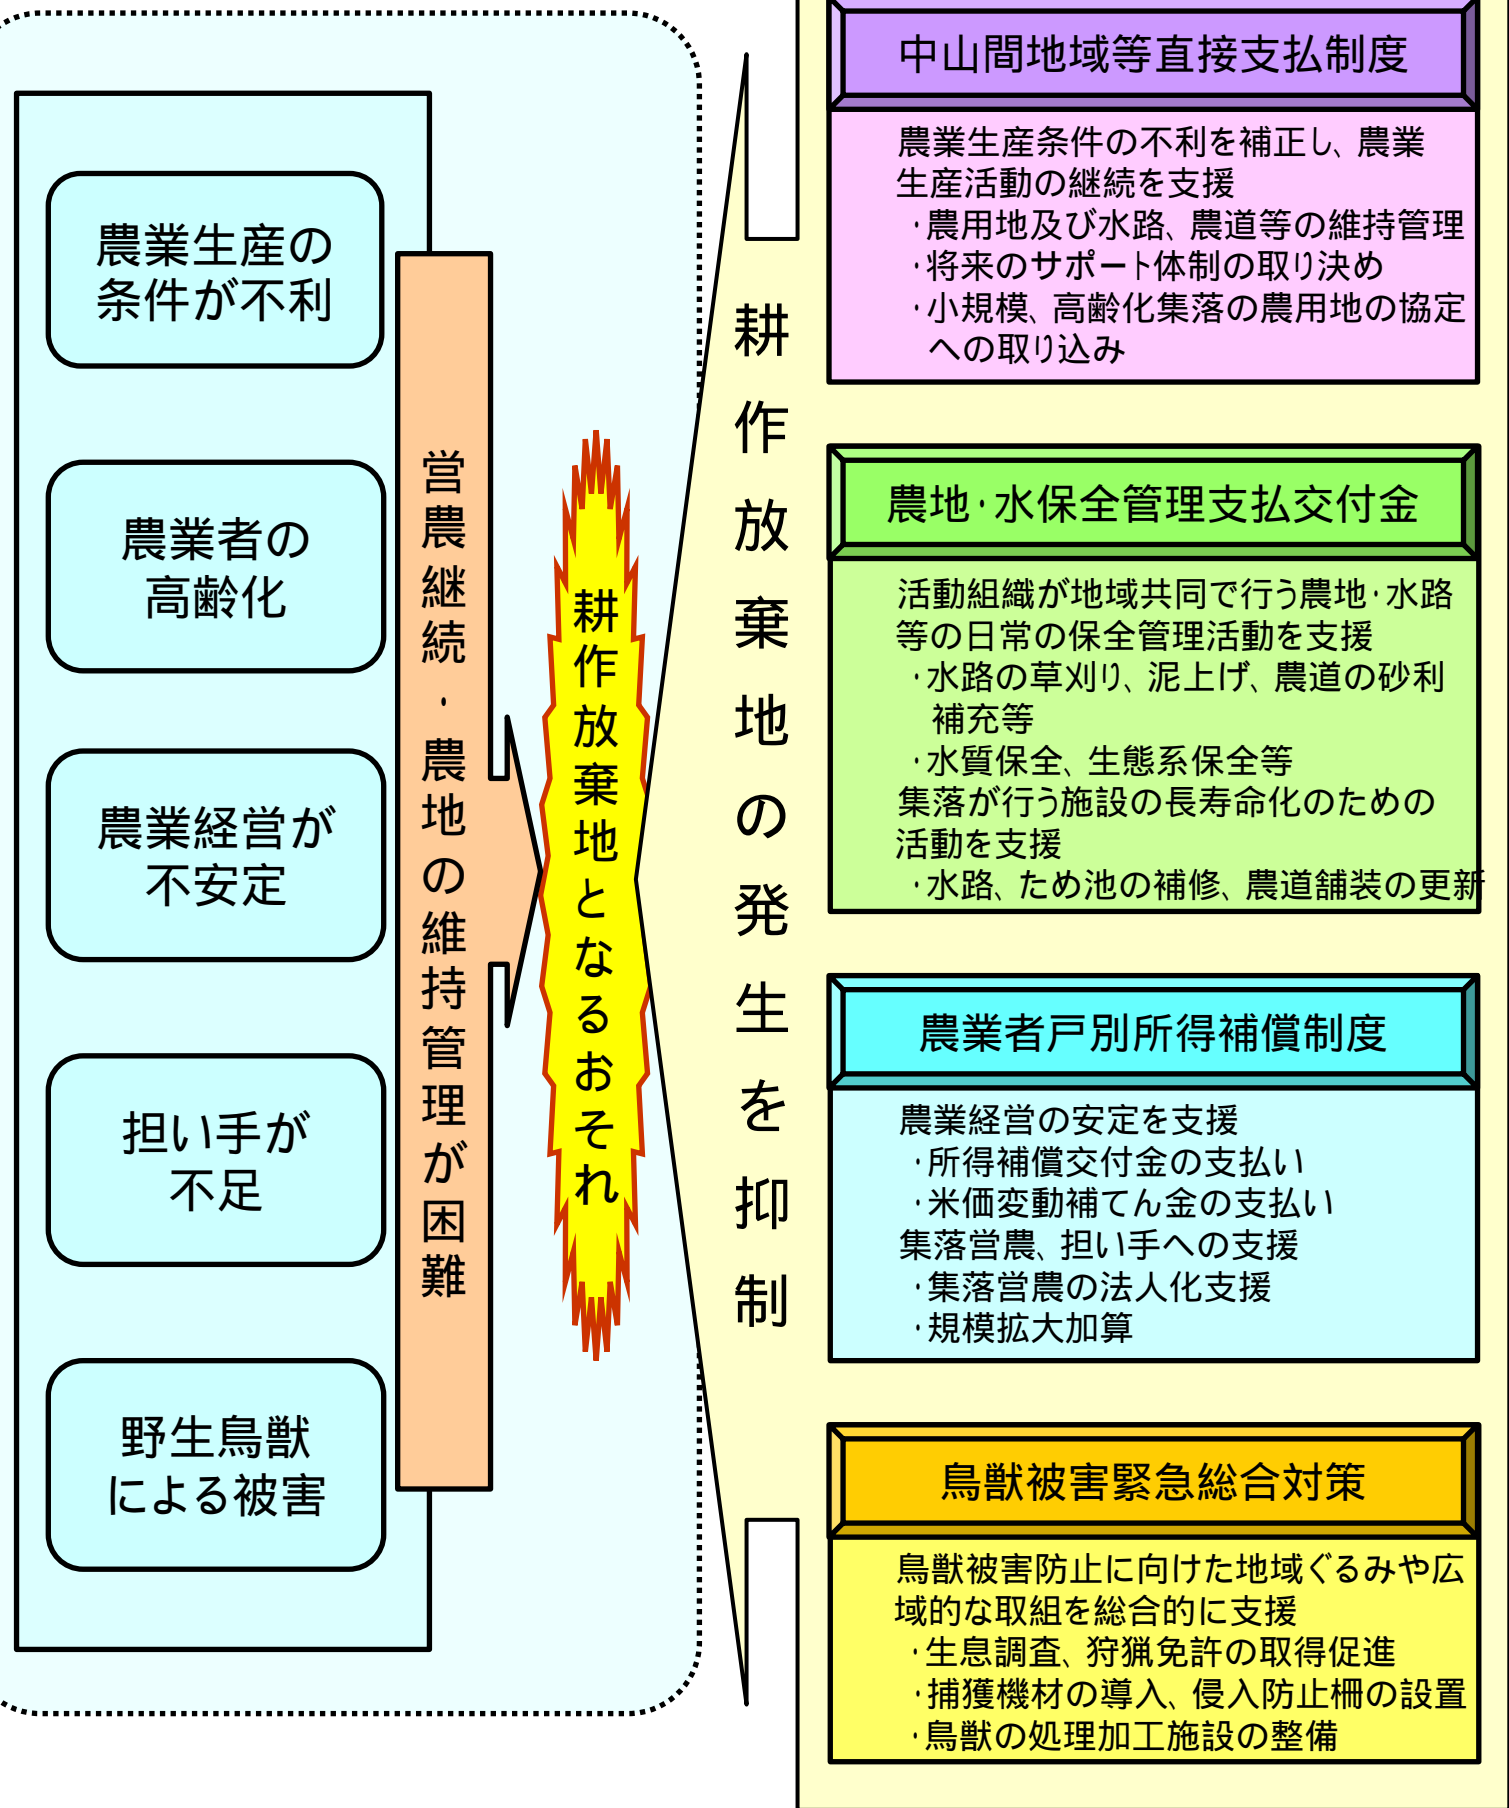 農業生産の
条件が不利
農業者の
高齢化
農業経営が
不安定
担い手が
不足
野生鳥獣
による被害
営農継続・農地の維持管理が困難
耕作放棄地となるおそれ
耕作放棄地の発生を抑制
中山間地域等直接支払制度
農業生産条件の不利を補正し、農業
生産活動の継続を支援
・農用地及び水路、農道等の維持管理
・将来のサポート体制の取り決め
・小規模、高齢化集落の農用地の協定
への取り込み
農地・水保全管理支払交付金
活動組織が地域共同で行う農地・水路
等の日常の保全管理活動を支援
・水路の草刈り、泥上げ、農道の砂利
補充等
・水質保全、生態系保全等
集落が行う施設の長寿命化のための
活動を支援
・水路、ため池の補修、農道舗装の更新
農業者戸別所得補償制度
農業経営の安定を支援
・所得補償交付金の支払い
・米価変動補てん金の支払い
集落営農、担い手への支援
・集落営農の法人化支援
・規模拡大加算
鳥獣被害緊急総合対策
鳥獣被害防止に向けた地域ぐるみや広
域的な取組を総合的に支援
・生息調査、狩猟免許の取得促進
・捕獲機材の導入、侵入防止柵の設置
・鳥獣の処理加工施設の整備